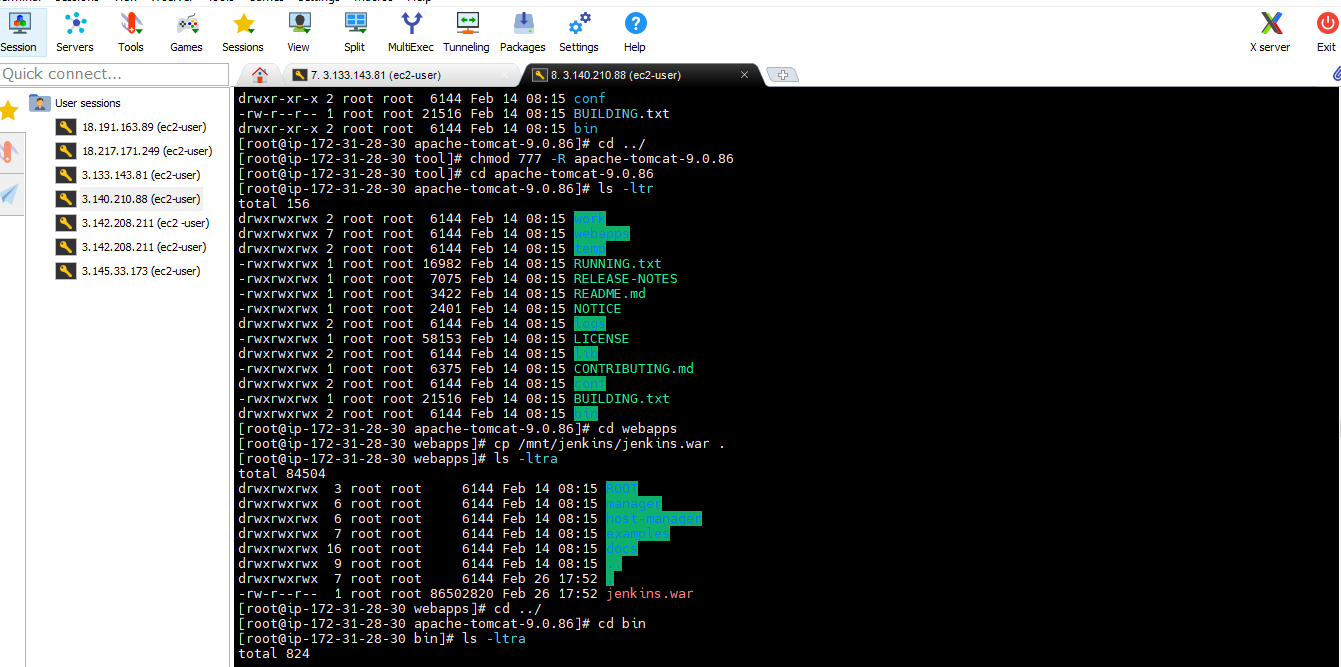 Session
Servers
Tools
Games
Sessions
View
Split
MultiExec
Tunneling
Packages
Settings
Help
X server
Exit
Quick connect...
7. 3.133.143.81 (ec2-user)
8. 3.140.210.88 (ec2-user)
User sessions
18.191.163.89 (ec2-user)
18.217.171.249 (ec2-user)
3.133.143.81 (ec2-user)
3.140.210.88 (ec2-user)
3.142.208.211 (ec2 -user)
3.142.208.211 (ec2-user)
3.145.33.173 (ec2-user)
drwxr-xr-x 2 root root  6144 Feb 14 08:15 conf
-rw-r--r-- 1 root root 21516 Feb 14 08:15 BUILDING.txt
drwxr-xr-x 2 root root  6144 Feb 14 08:15 bin
[root@ip-172-31-28-30 apache-tomcat-9.0.86]# cd ../
[root@ip-172-31-28-30 tool]# chmod 777 -R apache-tomcat-9.0.86
[root@ip-172-31-28-30 tool]# cd apache-tomcat-9.0.86
[root@ip-172-31-28-30 apache-tomcat-9.0.86]# ls -ltr
total 156
drwxrwxrwx 2 root root  6144 Feb 14 08:15 work
drwxrwxrwx 7 root root  6144 Feb 14 08:15 webapps
drwxrwxrwx 2 root root  6144 Feb 14 08:15 temp
-rwxrwxrwx 1 root root 16982 Feb 14 08:15 RUNNING.txt
-rwxrwxrwx 1 root root  7075 Feb 14 08:15 RELEASE-NOTES
-rwxrwxrwx 1 root root  3422 Feb 14 08:15 README.md
-rwxrwxrwx 1 root root  2401 Feb 14 08:15 NOTICE
drwxrwxrwx 2 root root  6144 Feb 14 08:15 logs
-rwxrwxrwx 1 root root 58153 Feb 14 08:15 LICENSE
drwxrwxrwx 2 root root  6144 Feb 14 08:15 lib
-rwxrwxrwx 1 root root  6375 Feb 14 08:15 CONTRIBUTING.md
drwxrwxrwx 2 root root  6144 Feb 14 08:15 conf
-rwxrwxrwx 1 root root 21516 Feb 14 08:15 BUILDING.txt
drwxrwxrwx 2 root root  6144 Feb 14 08:15 bin
[root@ip-172-31-28-30 apache-tomcat-9.0.86]# cd webapps
[root@ip-172-31-28-30 webapps]# cp /mnt/jenkins/jenkins.war .
[root@ip-172-31-28-30 webapps]# ls -ltra
total 84504
drwxrwxrwx  3 root root     6144 Feb 14 08:15 ROOT
drwxrwxrwx  6 root root     6144 Feb 14 08:15 manager
drwxrwxrwx  6 root root     6144 Feb 14 08:15 host-manager
drwxrwxrwx  7 root root     6144 Feb 14 08:15 examples
drwxrwxrwx 16 root root     6144 Feb 14 08:15 docs
drwxrwxrwx  9 root root     6144 Feb 14 08:15 ..
drwxrwxrwx  7 root root     6144 Feb 26 17:52 .
-rw-r--r--  1 root root 86502820 Feb 26 17:52 jenkins.war
[root@ip-172-31-28-30 webapps]# cd ../
[root@ip-172-31-28-30 apache-tomcat-9.0.86]# cd bin
[root@ip-172-31-28-30 bin]# ls -ltra
total 824